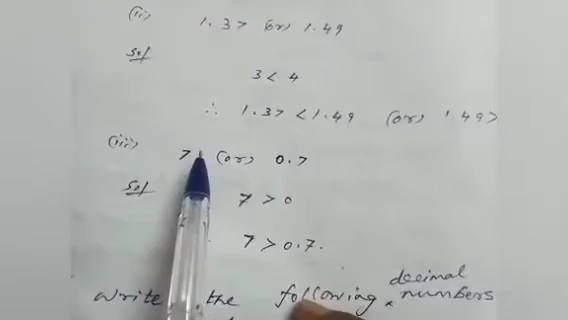 (ii) 1.37 (or) 1.49
Sol
3 < 4
∴ 1.37 < 1.49 (or) 1.49 >
(iii) 7 (or) 0.7
Sol 7 > 0
7 > 0.7.
decimal
write the following numbers